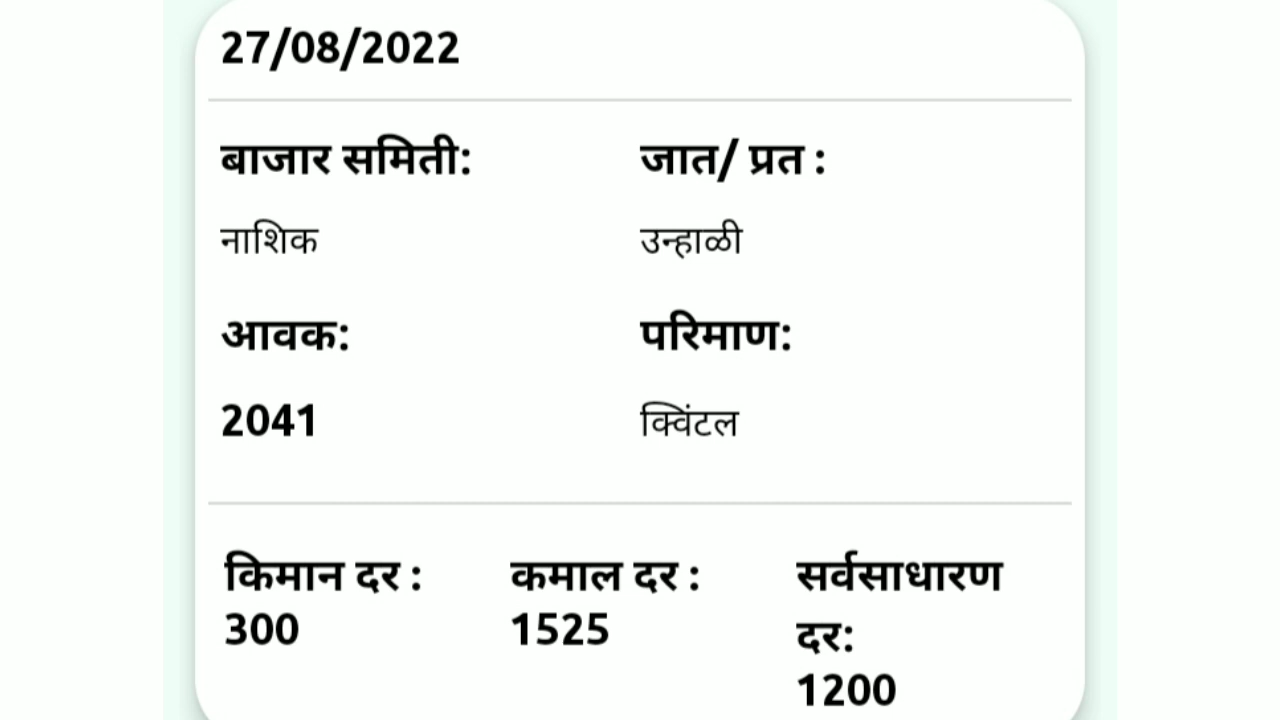 27/08/2022
बाजार समिती:
जात/ प्रत :
नाशिक
उन्हाळी
आवक:
परिमाण:
2041
क्विंटल
किमान दर :
300
कमाल दर :
1525
सर्वसाधारण
दर:
1200